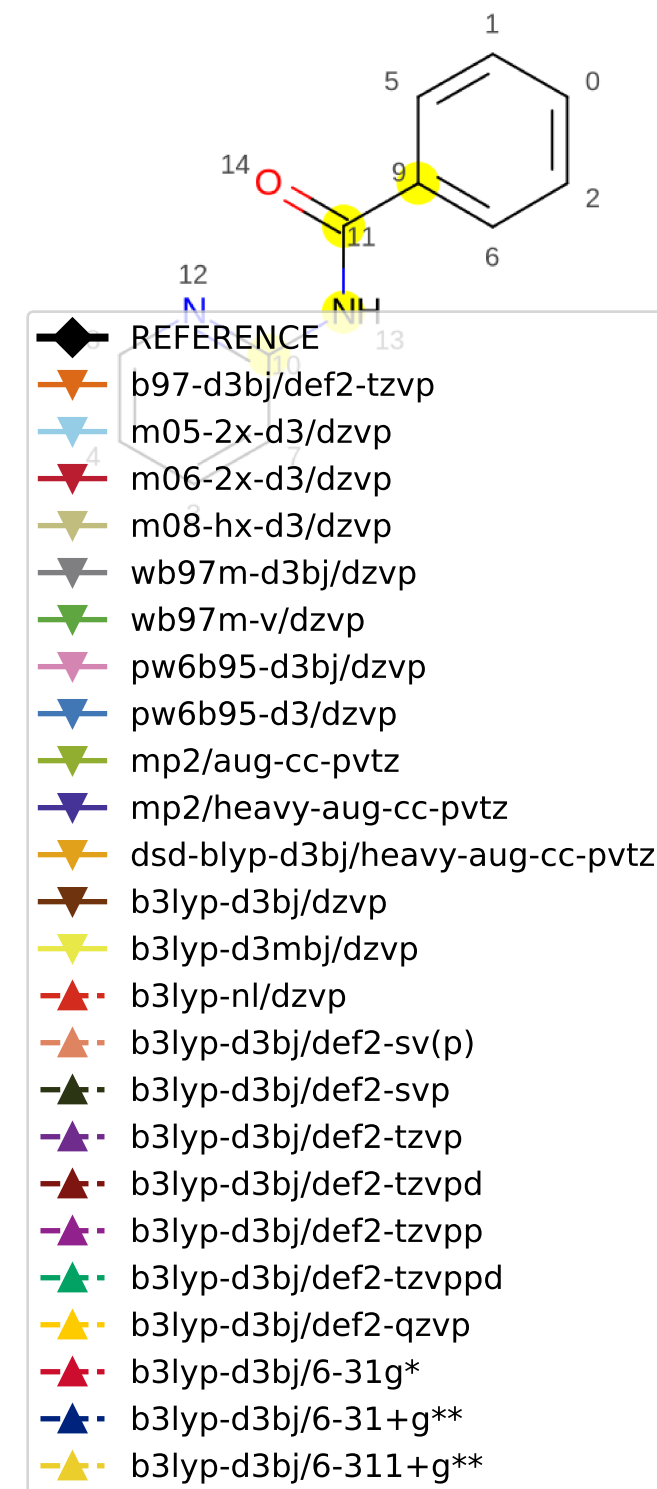 1
5
0
14
O
9
2
11
6
12
N
NH
REFERENCE
13
10
b97-d3bj/def2-tzvp
m05-2x-d3/dzvp
4
7
m06-2x-d3/dzvp
3
m08-hx-d3/dzvp
wb97m-d3bj/dzvp
wb97m-v/dzvp
pw6b95-d3bj/dzvp
pw6b95-d3/dzvp
mp2/aug-cc-pvtz
mp2/heavy-aug-cc-pvtz
dsd-blyp-d3bj/heavy-aug-cc-pvtz
b3lyp-d3bj/dzvp
b3lyp-d3mbj/dzvp
b3lyp-nl/dzvp
b3lyp-d3bj/def2-sv(p)
b3lyp-d3bj/def2-svp
b3lyp-d3bj/def2-tzvp
b3lyp-d3bj/def2-tzvpd
b3lyp-d3bj/def2-tzvpp
b3lyp-d3bj/def2-tzvppd
b3lyp-d3bj/def2-qzvp
b3lyp-d3bj/6-31g*
b3lyp-d3bj/6-31+g**
b3lyp-d3bj/6-311+g**